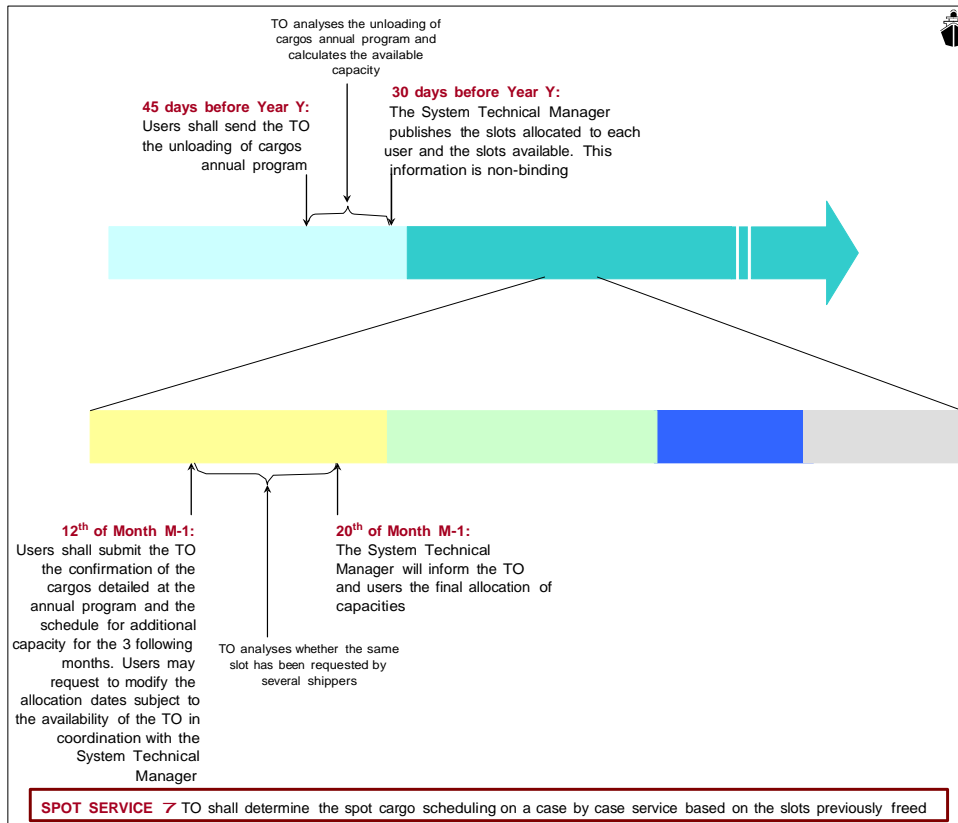 TO analyses the unloading of
cargos annual program and
calculates the available
capacity
45 days before Year Y:
Users shall send the TO
the unloading of cargos
annual program
30 days before Year Y:
The System Technical Manager
publishes the slots allocated to each
user and the slots available. This
information is non-binding
12th of Month M-1:
Users shall submit the TO
the confirmation of the
cargos detailed at the
annual program and the
schedule for additional
capacity for the 3 following
months. Users may
request to modify the
allocation dates subject to
the availability of the TO in
coordination with the
System Technical
Manager
20th of Month M-1:
The System Technical
Manager will inform the TO
and users the final allocation of
capacities
TO analyses whether the same
slot has been requested by
several shippers
SPOT SERVICE 7 TO shall determine the spot cargo scheduling on a case by case service based on the slots previously freed